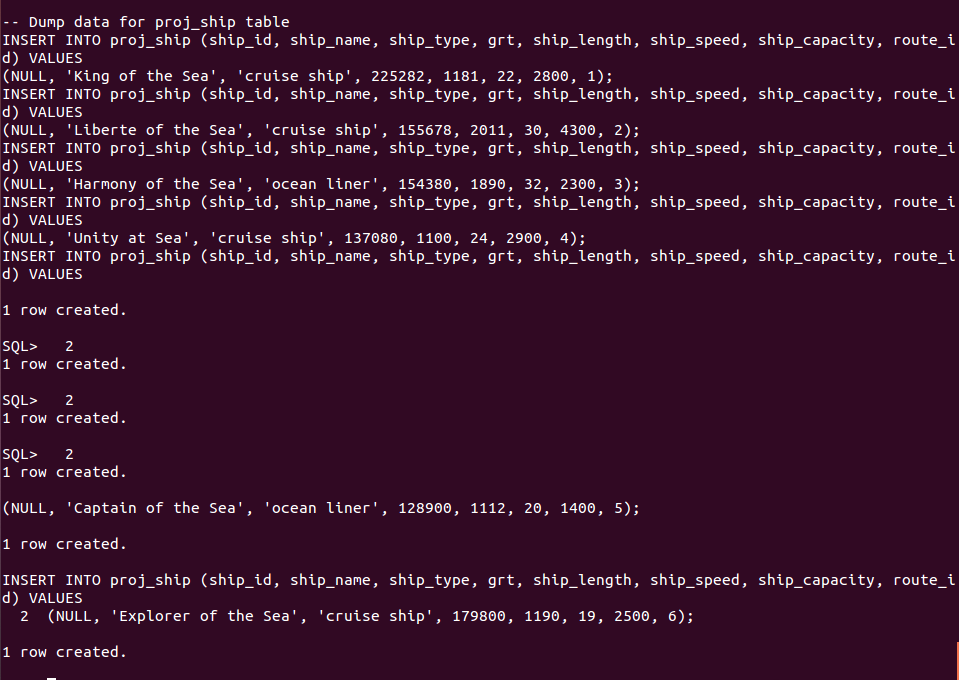 -- Dump data for proj_ship table
INSERT INTO proj_ship (ship_id, ship_name, ship_type, grt, ship_length, ship_speed, ship_capacity, route_i
d) VALUES
(NULL, 'King of the Sea', 'cruise ship', 225282, 1181, 22, 2800, 1);
INSERT INTO proj_ship (ship_id, ship_name, ship_type, grt, ship_length, ship_speed, ship_capacity, route_i
d) VALUES
(NULL, 'Liberte of the Sea', 'cruise ship', 155678, 2011, 30, 4300, 2);
INSERT INTO proj_ship (ship_id, ship_name, ship_type, grt, ship_length, ship_speed, ship_capacity, route_i
d) VALUES
(NULL, 'Harmony of the Sea', 'ocean liner', 154380, 1890, 32, 2300, 3);
INSERT INTO proj_ship (ship_id, ship_name, ship_type, grt, ship_length, ship_speed, ship_capacity, route_i
d) VALUES
(NULL, 'Unity at Sea', 'cruise ship', 137080, 1100, 24, 2900, 4);
INSERT INTO proj_ship (ship_id, ship_name, ship_type, grt, ship_length, ship_speed, ship_capacity, route_i
d) VALUES

1 row created.

SQL>   2
1 row created.

SQL>   2
1 row created.

SQL>   2
1 row created.

(NULL, 'Captain of the Sea', 'ocean liner', 128900, 1112, 20, 1400, 5);

1 row created.

INSERT INTO proj_ship (ship_id, ship_name, ship_type, grt, ship_length, ship_speed, ship_capacity, route_i
d) VALUES
  2  (NULL, 'Explorer of the Sea', 'cruise ship', 179800, 1190, 19, 2500, 6);

1 row created.